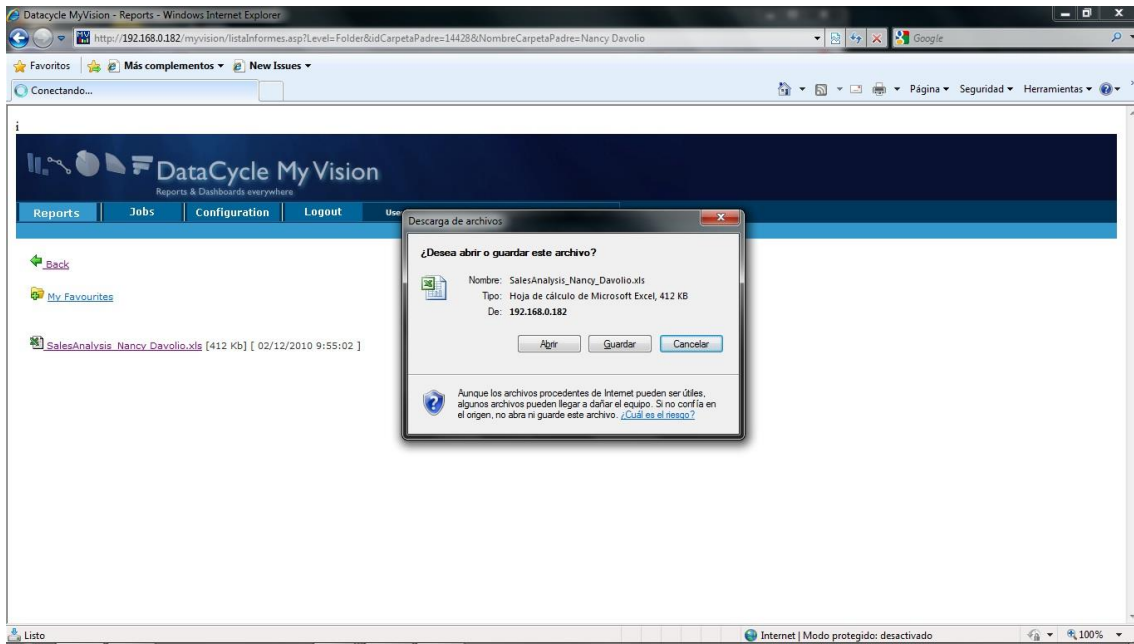 Datacycle MyVision - Reports - Windows Internet Explorer
http://192.168.0.182/myvision/listaInformes.asp?Level=Folder&idCarpetaPadre=14428&NombreCarpetaPadre=Nancy Davolio
Google
Favoritos Más complementos New Issues
Conectando...
Página Seguridad Herramientas
i
DataCycle My Vision
Reports & Dashboards everywhere
Reports Jobs Configuration Logout
Descarga de archivos
¿Desea abrir o guardar este archivo?
Nombre: SalesAnalysis_Nancy_Davolio.xls
Tipo: Hoja de cálculo de Microsoft Excel, 412 KB
De: 192.168.0.182
Abrir Guardar Cancelar
Aunque los archivos procedentes de Internet pueden ser útiles,
algunos archivos pueden llegar a dañar el equipo. Si no confía en
el origen, no abra ni guarde este archivo. ¿Cuál es el riesgo?
Back
My Favourites
SalesAnalysis_Nancy_Davolio.xls [412 Kb] [ 02/12/2010 9:55:02 ]
Listo
Internet | Modo protegido: desactivado
100%